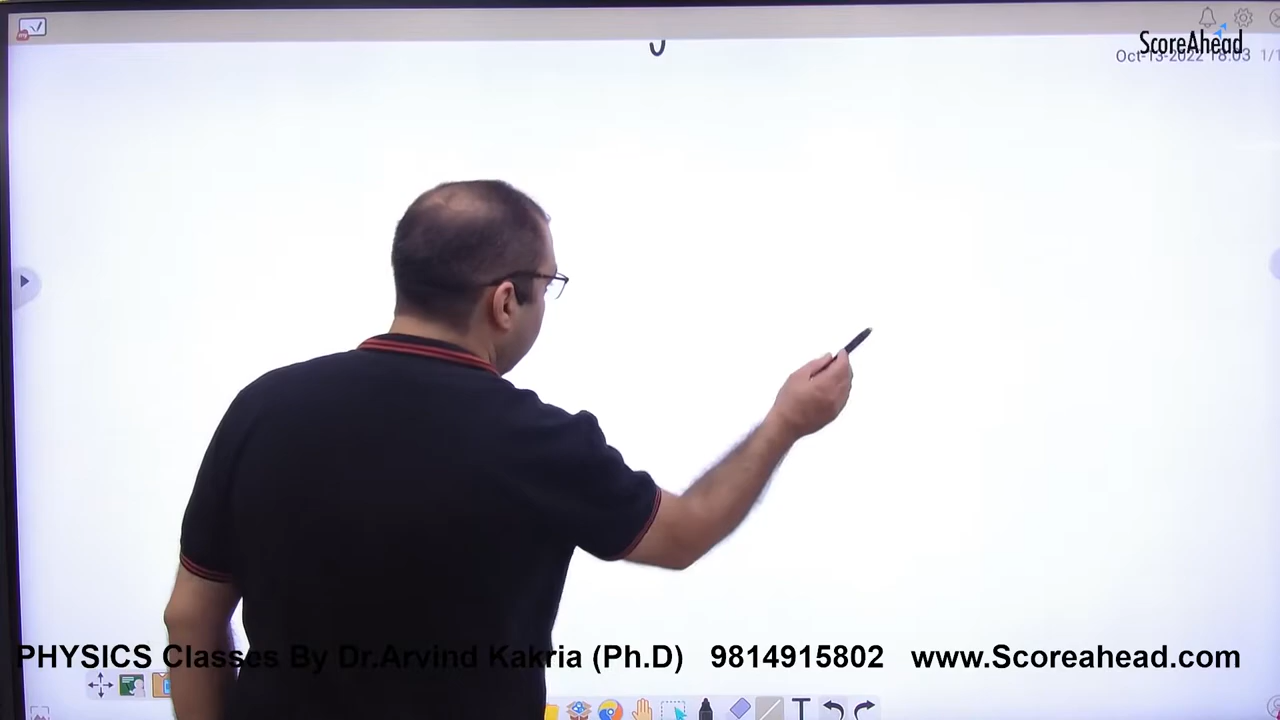 ScoreAhead
Oct-13-2022 18:03 1/1
PHYSICS Classes By Dr.Arvind Kakria (Ph.D) 9814915802 www.Scoreahead.com
T